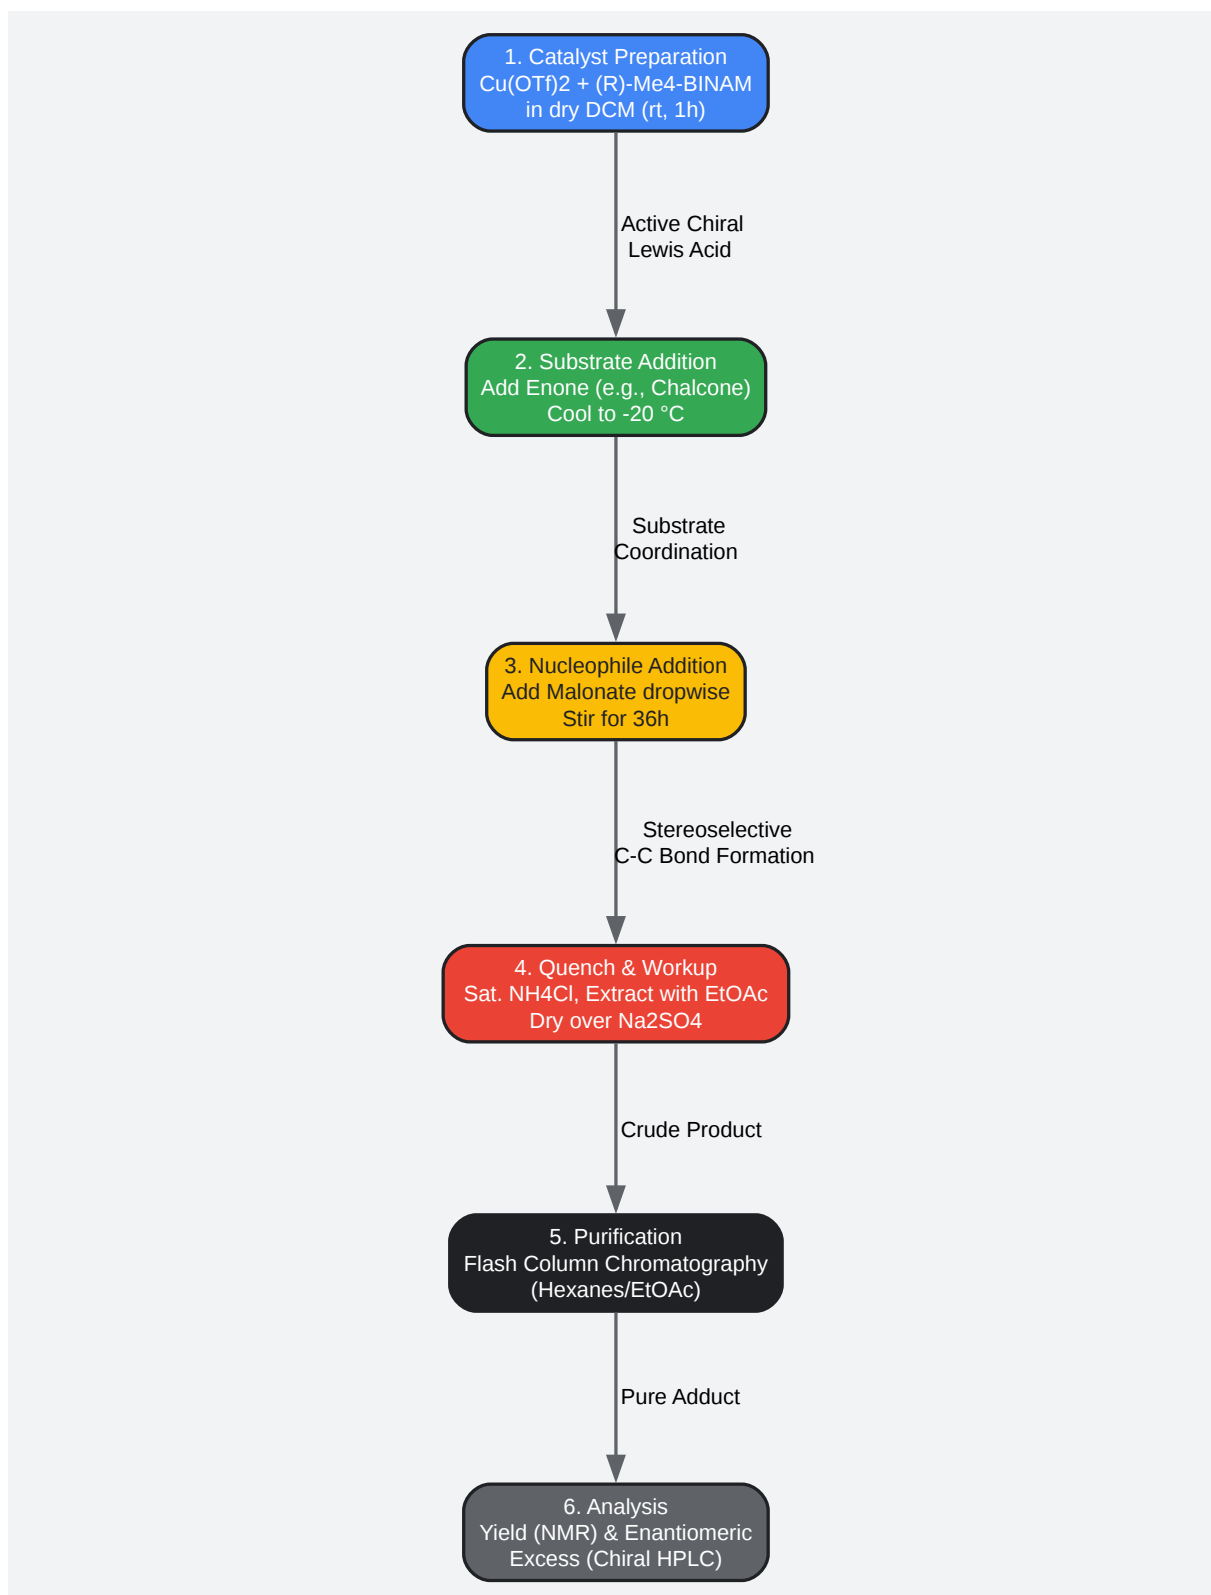 1. Catalyst Preparation
Cu(OTf)2 + (R)-Me4-BINAM
in dry DCM (rt, 1h)
Active Chiral
Lewis Acid
2. Substrate Addition
Add Enone (e.g., Chalcone)
Cool to -20 °C
Substrate
Coordination
3. Nucleophile Addition
Add Malonate dropwise
Stir for 36h
Stereoselective
C-C Bond Formation
4. Quench & Workup
Sat. NH4Cl, Extract with EtOAc
Dry over Na2SO4
Crude Product
5. Purification
Flash Column Chromatography
(Hexanes/EtOAc)
Pure Adduct
6. Analysis
Yield (NMR) & Enantiomeric
Excess (Chiral HPLC)